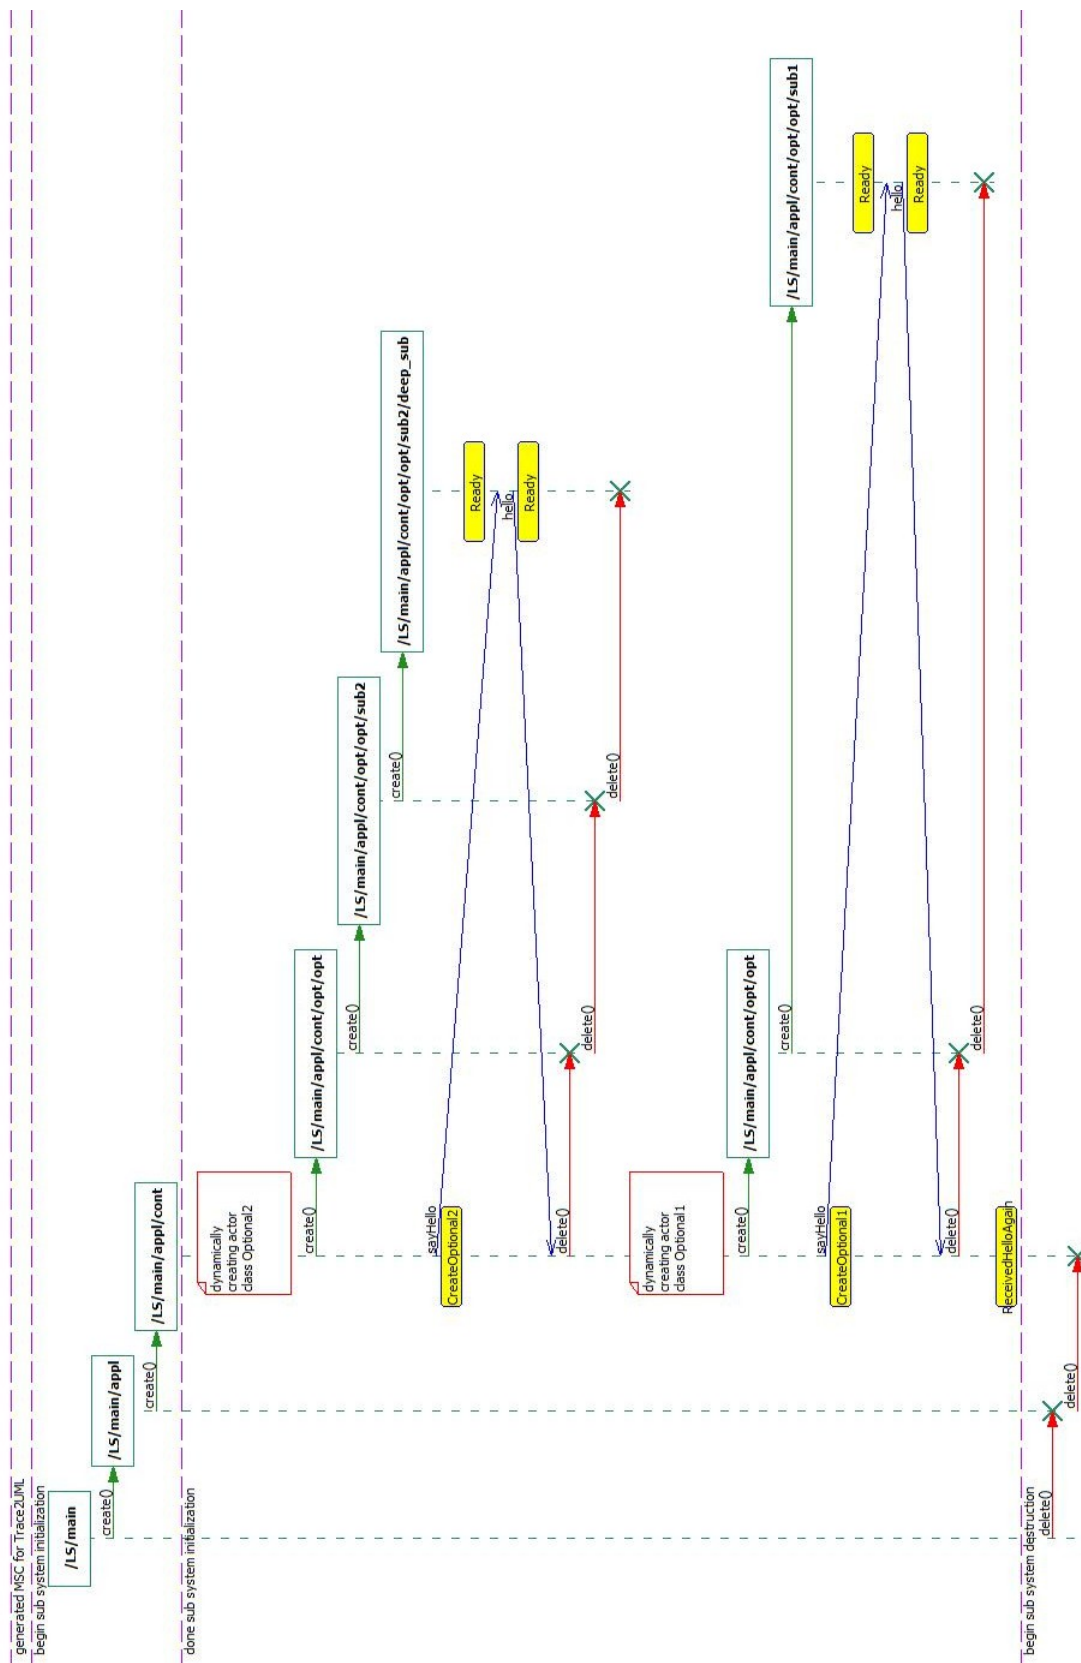 generated MSC for Trace2UML
begin sub system initialization
/LS/main
create()
/LS/main/appl
create()
/LS/main/appl/cont
done sub system initialization
dynamically
creating actor
class Optional2
create()
/LS/main/appl/cont/opt/opt
create()
/LS/main/appl/cont/opt/opt/sub2
create()
/LS/main/appl/cont/opt/opt/sub2/deep_sub
sayHello
CreateOptional2
Ready
hello
Ready
delete()
delete()
delete()
dynamically
creating actor
class Optional1
create()
/LS/main/appl/cont/opt/opt
create()
/LS/main/appl/cont/opt/opt/sub1
sayHello
CreateOptional1
Ready
hello
Ready
delete()
delete()
ReceivedHelloAgain
begin sub system destruction
delete()
delete()